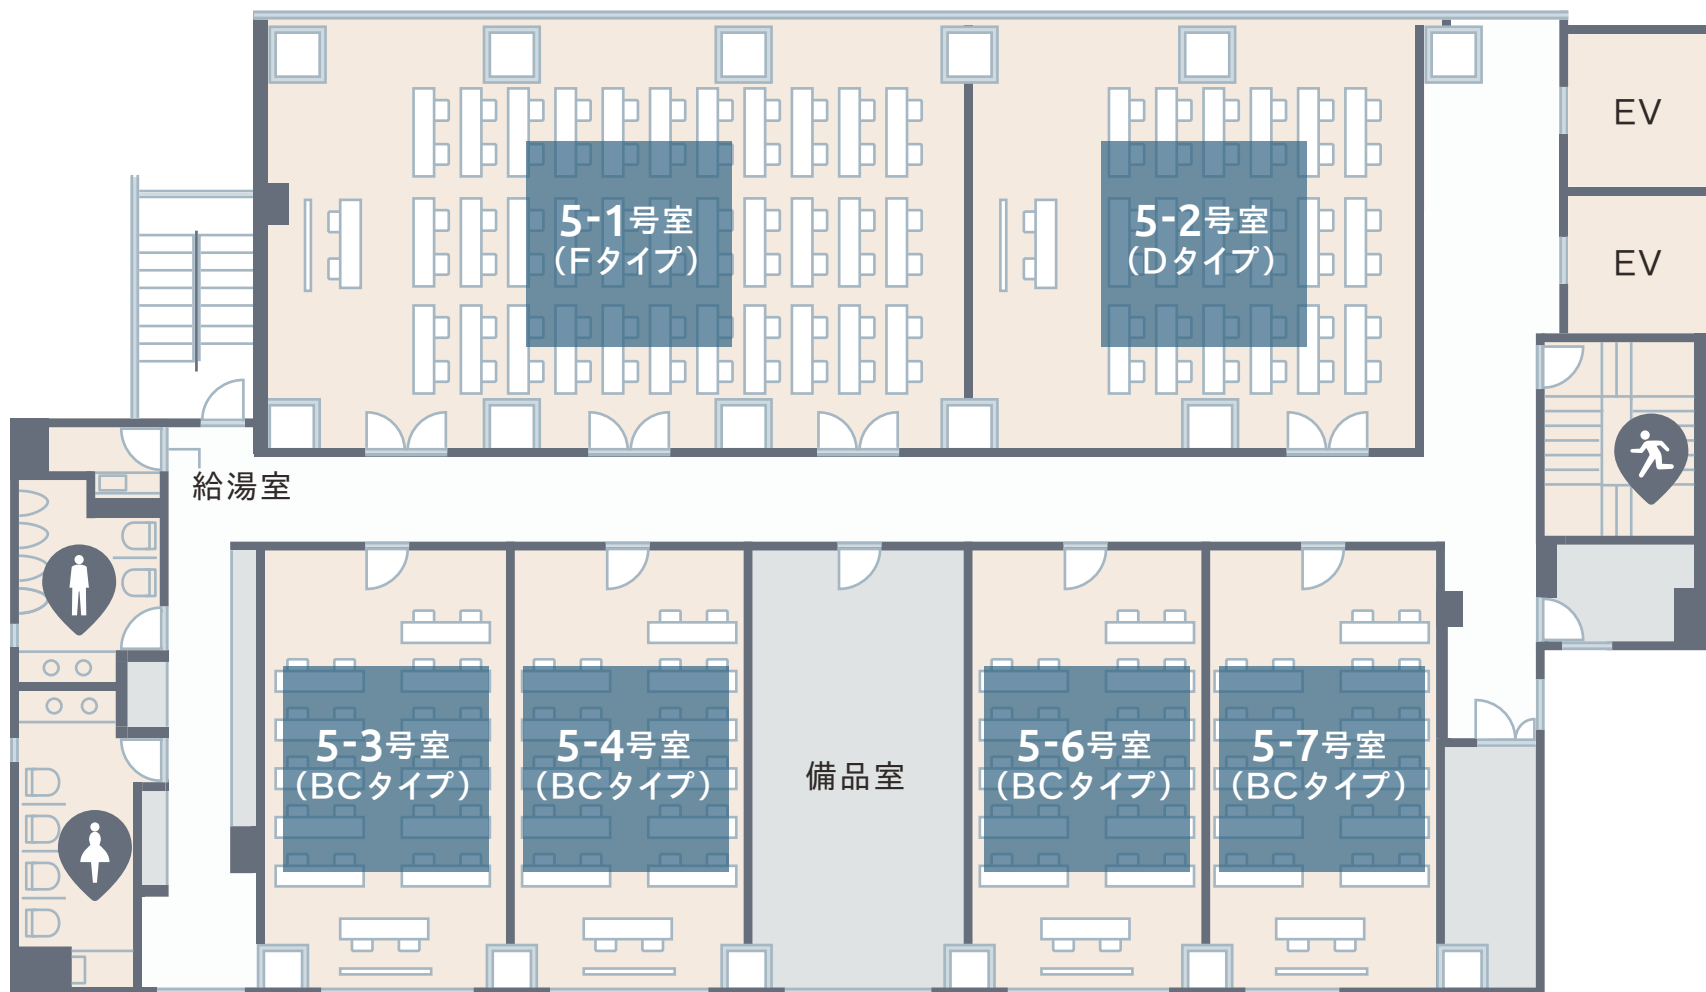 EV
EV
5-1号室
（Fタイプ）
5-2号室
（Dタイプ）
給湯室
5-3号室
（BCタイプ）
5-4号室
（BCタイプ）
備品室
5-6号室
（BCタイプ）
5-7号室
（BCタイプ）